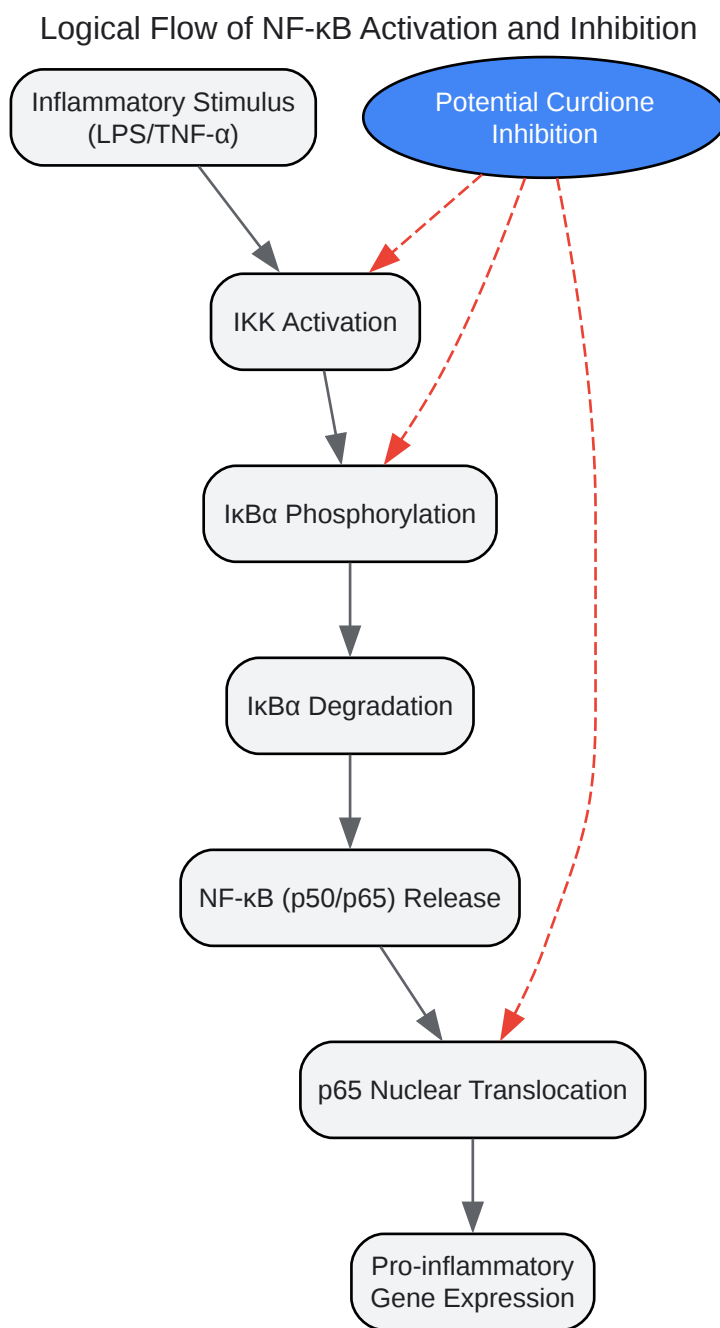 Logical Flow of NF-κB Activation and Inhibition
Inflammatory Stimulus
(LPS/TNF-α)
Potential Curdione
Inhibition
IKK Activation
IκBα Phosphorylation
IκBα Degradation
NF-κB (p50/p65) Release
p65 Nuclear Translocation
Pro-inflammatory
Gene Expression